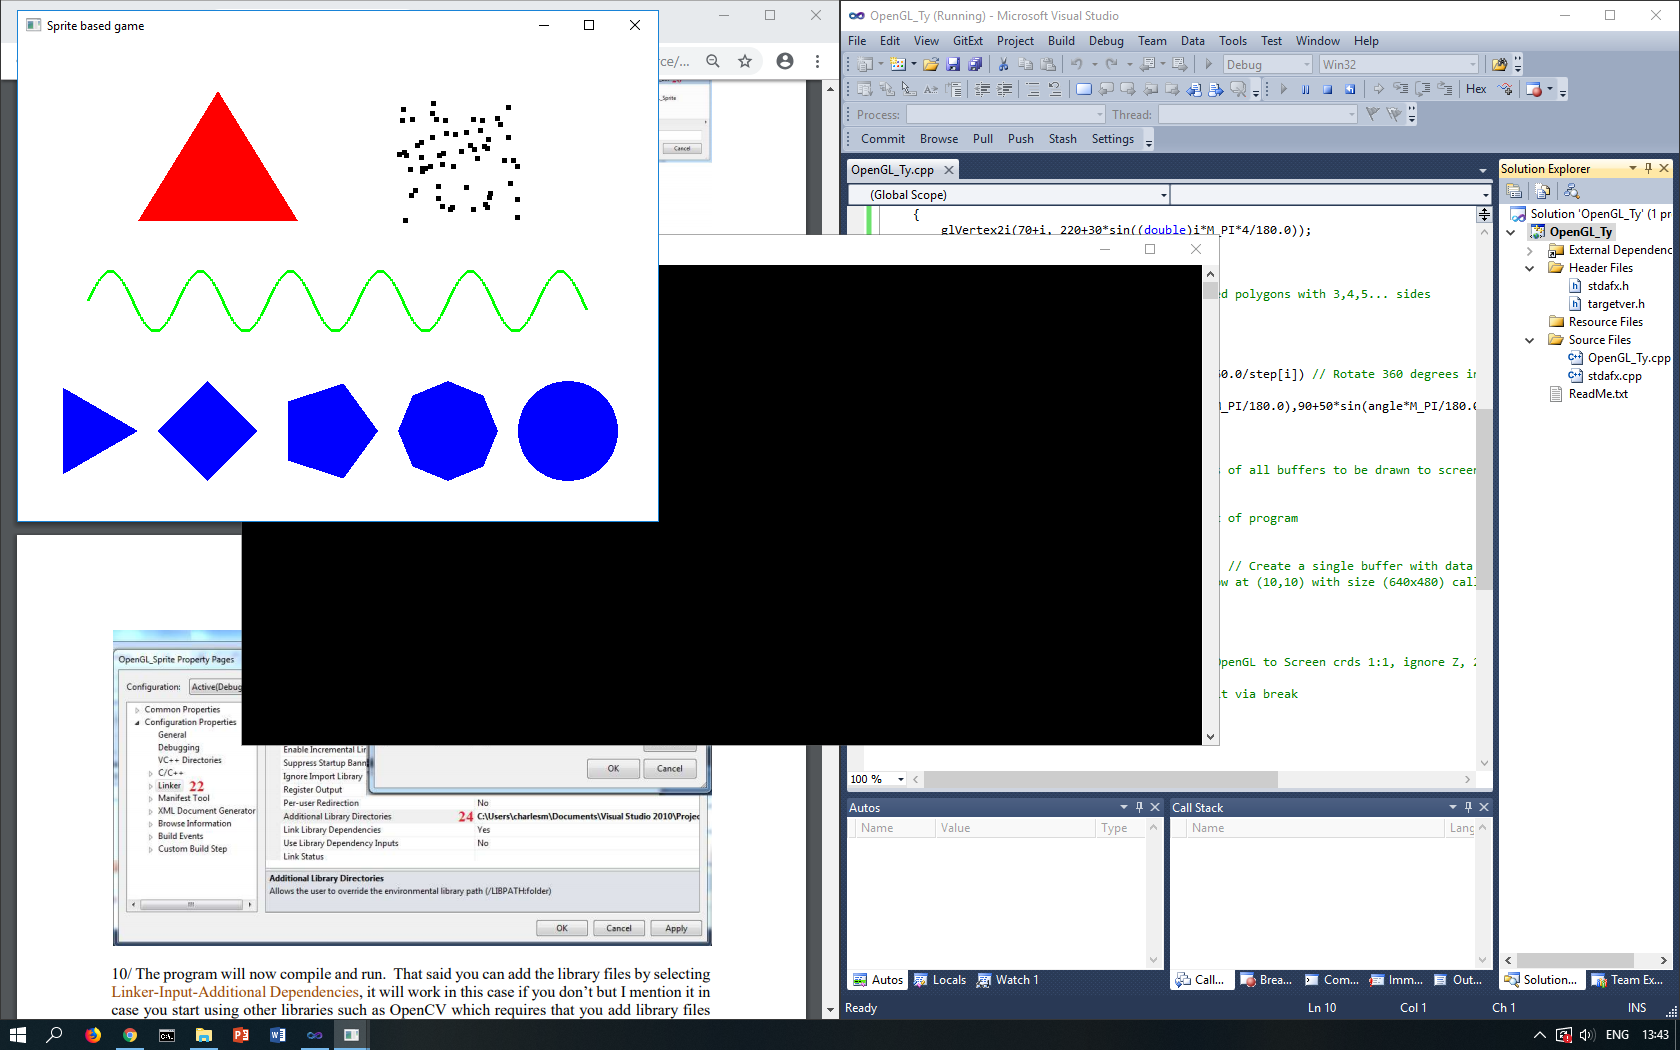 Sprite based game
rce/...
Sprite
Cancel
OpenGL_Ty (Running) - Microsoft Visual Studio
File Edit View GitExt Project Build Debug Team Data Tools Test Window Help
Debug Win32
Hex
Process: Thread:
Commit Browse Pull Push Stash Settings
OpenGL_Ty.cpp
(Global Scope)
{
glVertex2i(70+i, 220+30*sin((double)i*M_PI*4/180.0));
d polygons with 3,4,5... sides
0.0/step[i]) // Rotate 360 degrees in
_PI/180.0),90+50*sin(angle*M_PI/180.0
of all buffers to be drawn to screen
t of program
// Create a single buffer with data
w at (10,10) with size (640x480) call
OpenGL to Screen crds 1:1, ignore Z, 2
t via break
100 %
Solution Explorer
Solution 'OpenGL_Ty' (1 pr
OpenGL_Ty
External Dependenc
Header Files
stdafx.h
targetver.h
Resource Files
Source Files
OpenGL_Ty.cpp
stdafx.cpp
ReadMe.txt
OpenGL_Sprite Property Pages
Configuration: Active(Debug
Common Properties
Configuration Properties
General
Debugging
VC++ Directories
C/C++
Linker 22
Manifest Tool
XML Document Generator
Browse Information
Build Events
Custom Build Step
Enable Incremental Lin
Suppress Startup Bann
Ignore Import Library
Register Output
Per-user Redirection No
Additional Library Directories 24 C:\Users\charlesm\Documents\Visual Studio 2010\Projec
Link Library Dependencies Yes
Use Library Dependency Inputs No
Link Status
OK Cancel
Additional Library Directories
Allows the user to override the environmental library path (/LIBPATH:folder)
OK Cancel Apply
10/ The program will now compile and run. That said you can add the library files by selecting
Linker-Input-Additional Dependencies, it will work in this case if you don't but I mention it in
case you start using other libraries such as OpenCV which requires that you add library files
Autos
Name Value Type
Call Stack
Name Lang
Autos Locals Watch 1
Call... Brea... Com... Imm... Out...
Solution... Team Ex...
Ready Ln 10 Col 1 Ch 1 INS
ENG 13:43